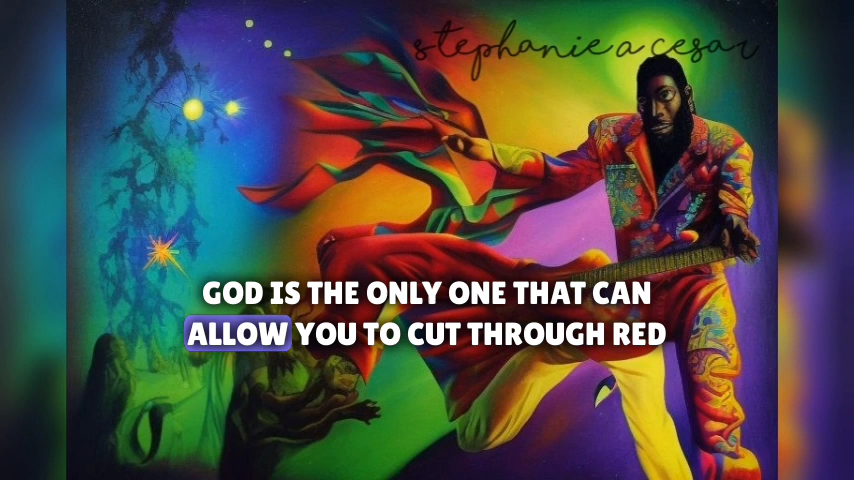 stephanie a cesar
GOD IS THE ONLY ONE THAT CAN
ALLOW YOU TO CUT THROUGH RED